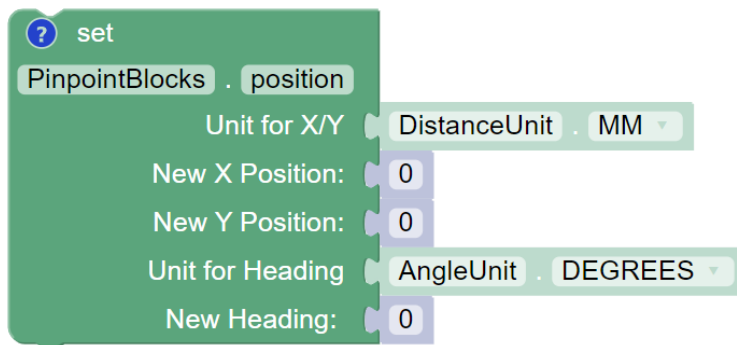 ? set
PinpointBlocks . position
Unit for X/Y DistanceUnit . MM
New X Position: 0
New Y Position: 0
Unit for Heading AngleUnit . DEGREES
New Heading: 0